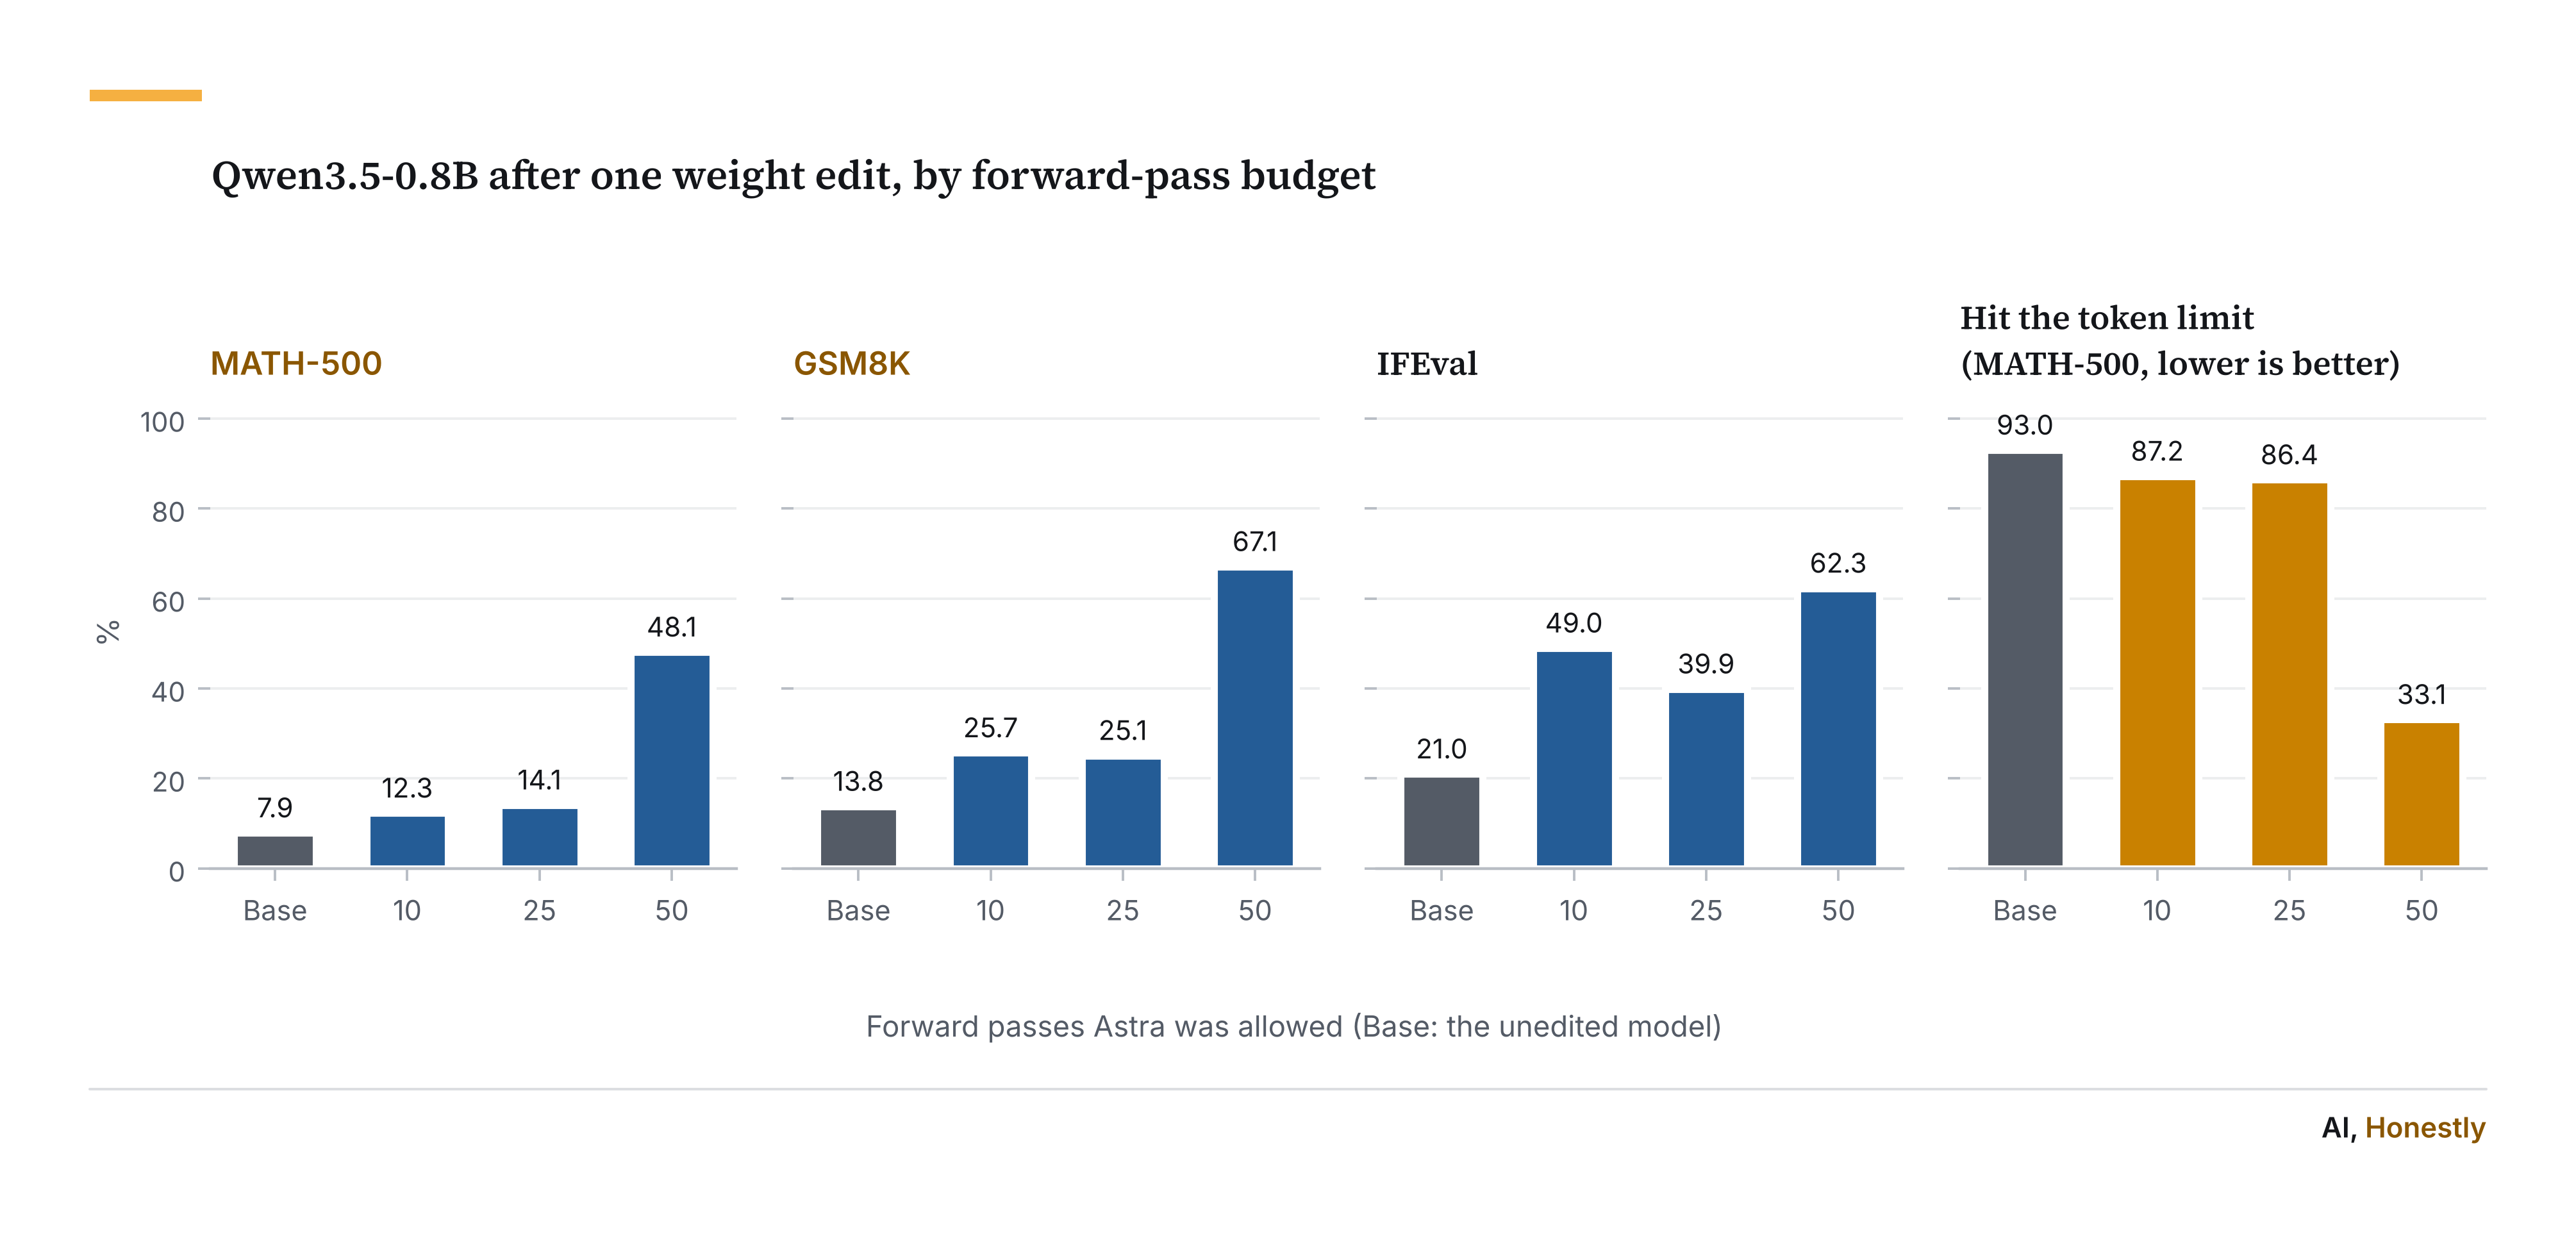 Qwen3.5-0.8B after one weight edit, by forward-pass budget
MATH-500
GSM8K
IFEval
Hit the token limit
(MATH-500, lower is better)
%
100
80
60
40
20
0
7.9
12.3
14.1
48.1
Base
10
25
50
13.8
25.7
25.1
67.1
Base
10
25
50
21.0
49.0
39.9
62.3
Base
10
25
50
93.0
87.2
86.4
33.1
Base
10
25
50
Forward passes Astra was allowed (Base: the unedited model)
AI, Honestly